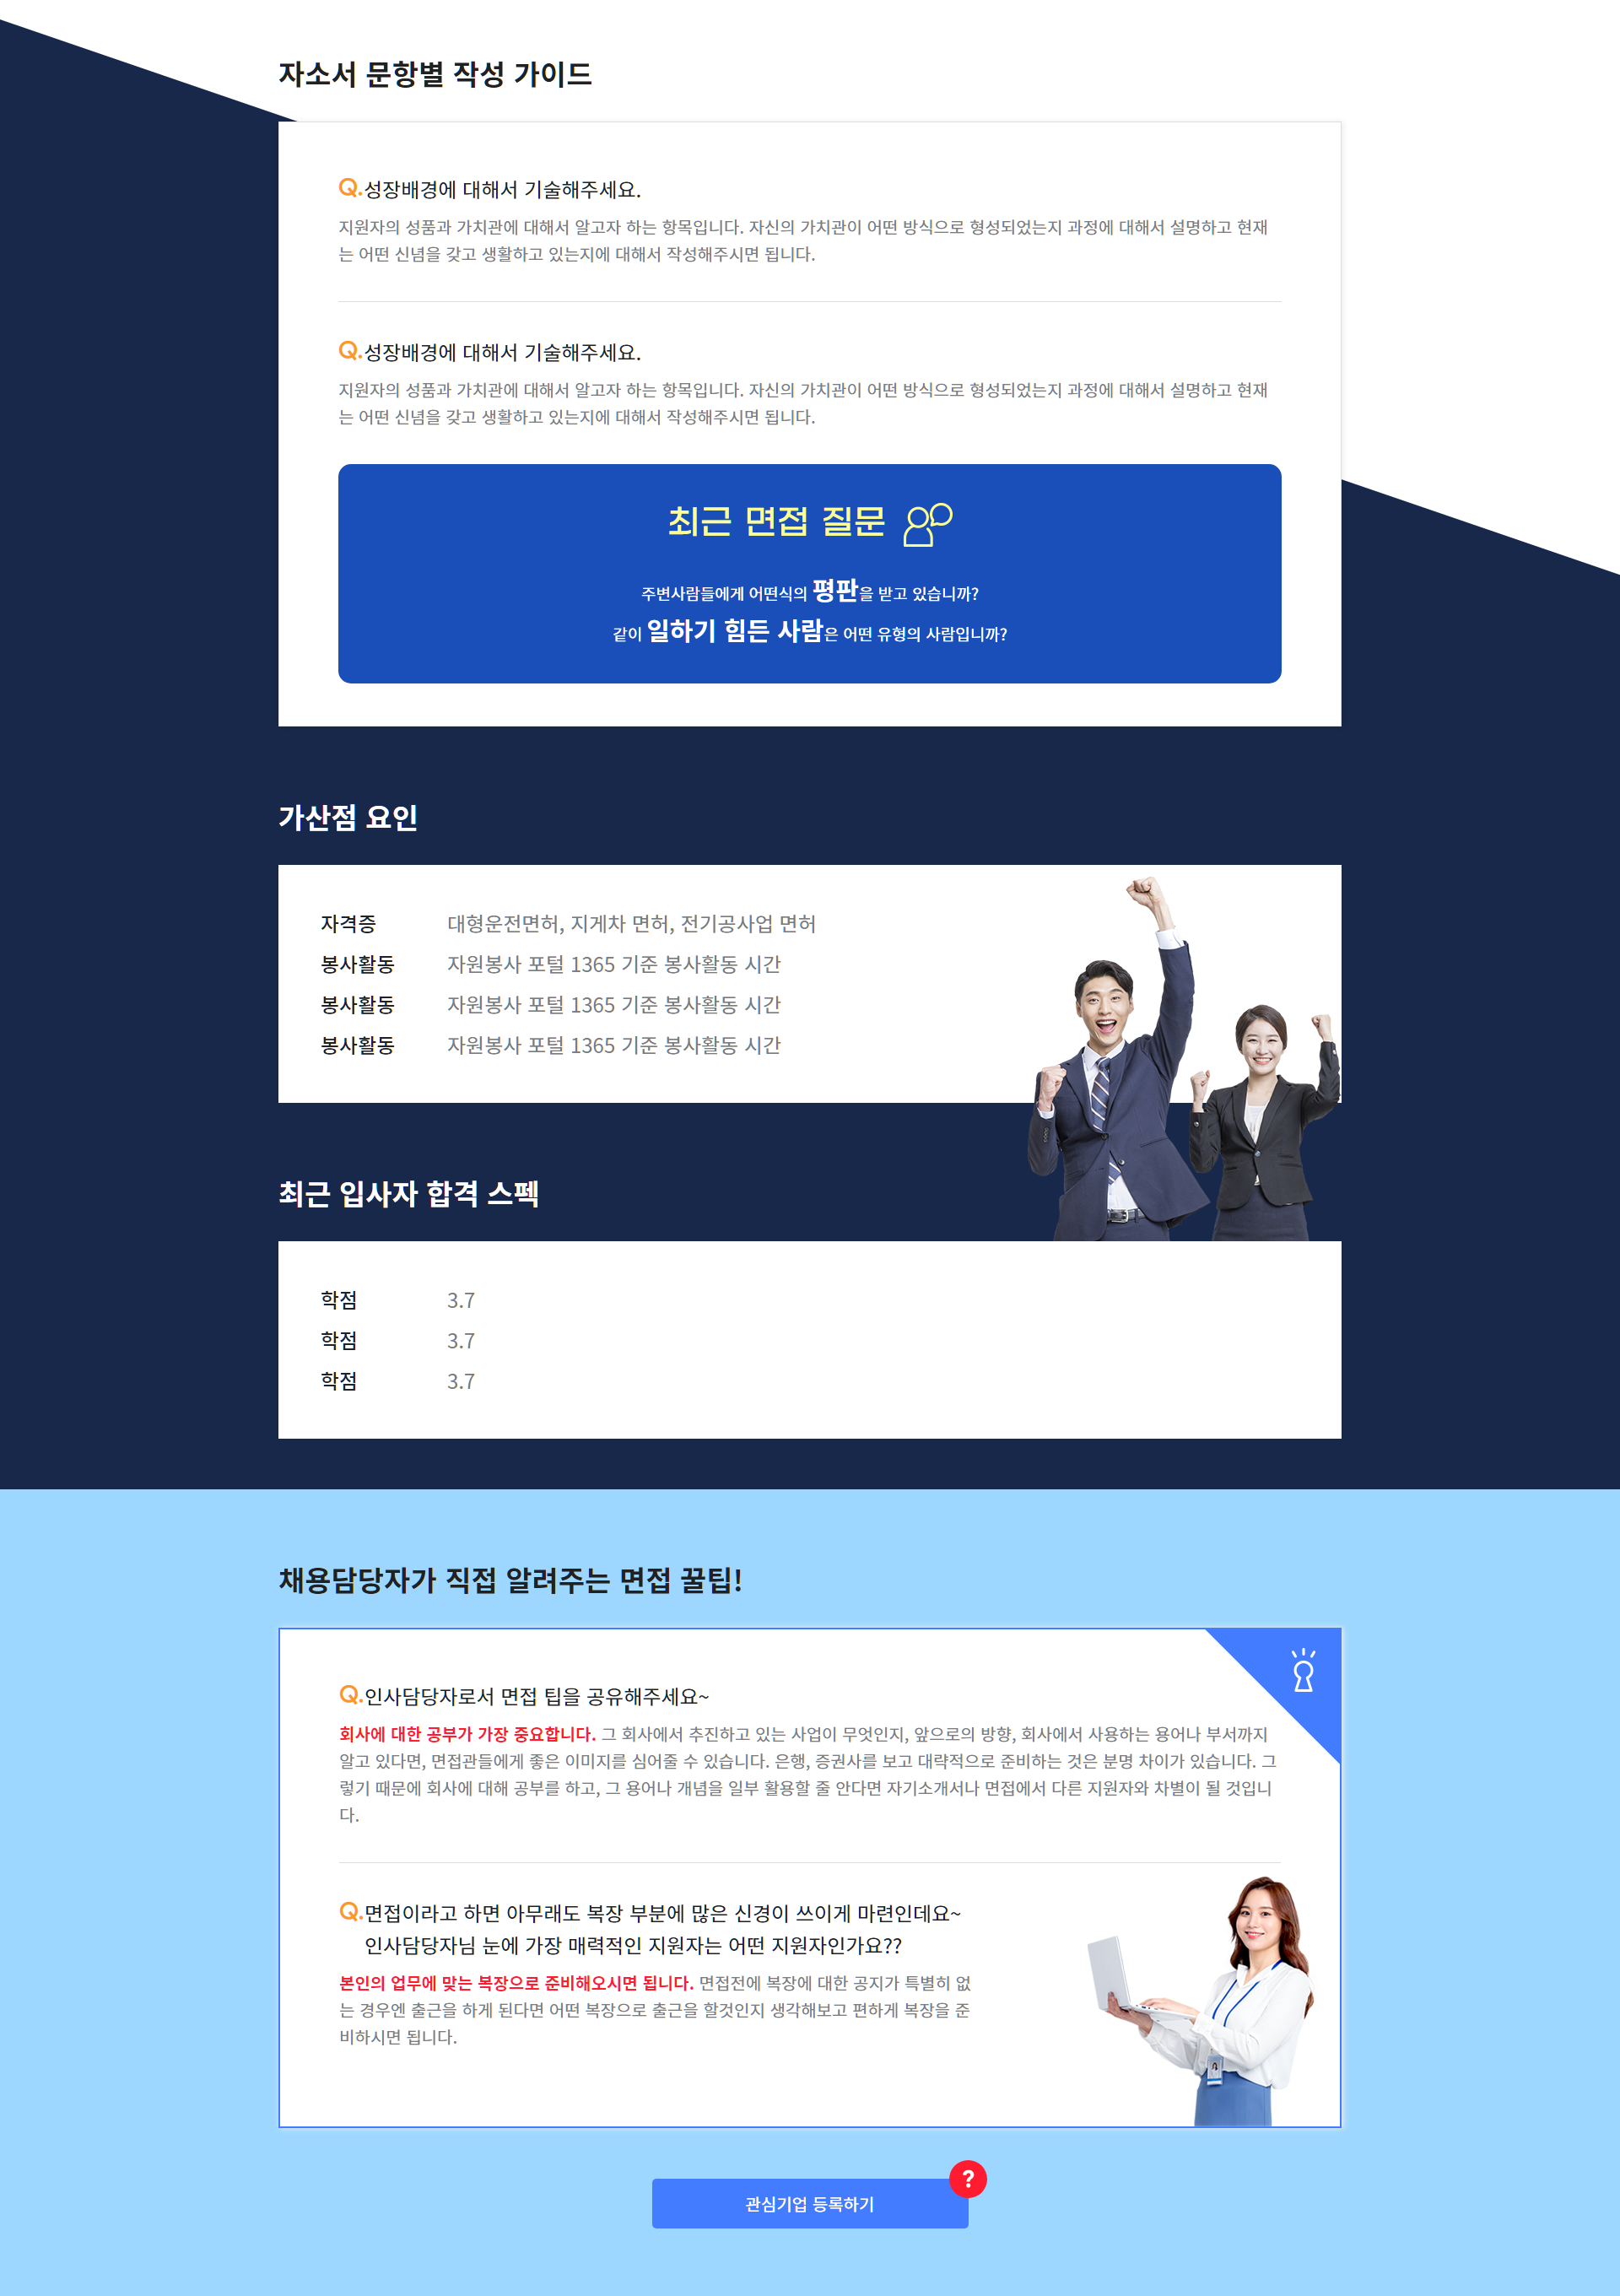 자소서 문항별 작성 가이드
Q.성장배경에 대해서 기술해주세요.
지원자의 성품과 가치관에 대해서 알고자 하는 항목입니다. 자신의 가치관이 어떤 방식으로 형성되었는지 과정에 대해서 설명하고 현재
는 어떤 신념을 갖고 생활하고 있는지에 대해서 작성해주시면 됩니다.
Q.성장배경에 대해서 기술해주세요.
지원자의 성품과 가치관에 대해서 알고자 하는 항목입니다. 자신의 가치관이 어떤 방식으로 형성되었는지 과정에 대해서 설명하고 현재
는 어떤 신념을 갖고 생활하고 있는지에 대해서 작성해주시면 됩니다.
최근 면접 질문
주변사람들에게 어떤식의 평판을 받고 있습니까?
같이 일하기 힘든 사람은 어떤 유형의 사람입니까?
가산점 요인
자격증 대형운전면허, 지게차 면허, 전기공사업 면허
봉사활동 자원봉사 포털 1365 기준 봉사활동 시간
봉사활동 자원봉사 포털 1365 기준 봉사활동 시간
봉사활동 자원봉사 포털 1365 기준 봉사활동 시간
최근 입사자 합격 스펙
학점 3.7
학점 3.7
학점 3.7
채용담당자가 직접 알려주는 면접 꿀팁!
Q.인사담당자로서 면접 팁을 공유해주세요~
회사에 대한 공부가 가장 중요합니다. 그 회사에서 추진하고 있는 사업이 무엇인지, 앞으로의 방향, 회사에서 사용하는 용어나 부서까지
알고 있다면, 면접관들에게 좋은 이미지를 심어줄 수 있습니다. 은행, 증권사를 보고 대략적으로 준비하는 것은 분명 차이가 있습니다. 그
렇기 때문에 회사에 대해 공부를 하고, 그 용어나 개념을 일부 활용할 줄 안다면 자기소개서나 면접에서 다른 지원자와 차별이 될 것입니
다.
Q.면접이라고 하면 아무래도 복장 부분에 많은 신경이 쓰이게 마련인데요~
인사담당자님 눈에 가장 매력적인 지원자는 어떤 지원자인가요??
본인의 업무에 맞는 복장으로 준비해오시면 됩니다. 면접전에 복장에 대한 공지가 특별히 없
는 경우엔 출근을 하게 된다면 어떤 복장으로 출근을 할것인지 생각해보고 편하게 복장을 준
비하시면 됩니다.
?
관심기업 등록하기